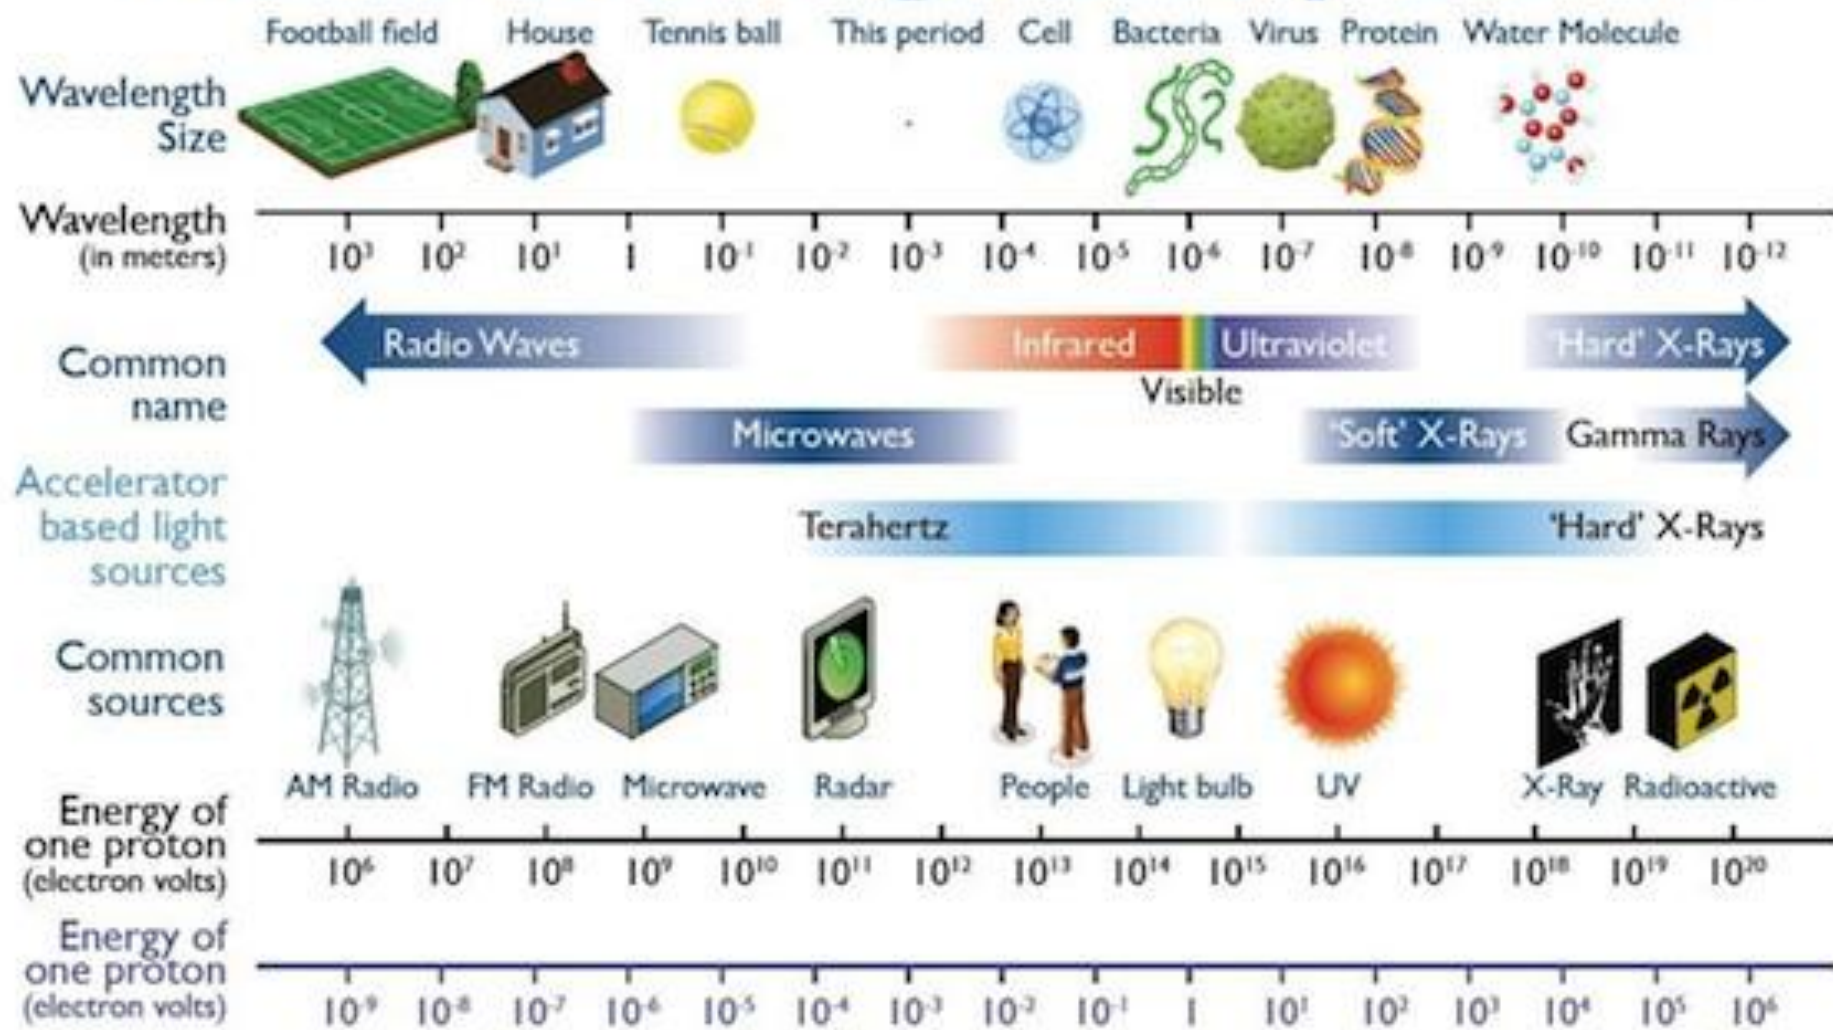 Football field House Tennis ball This period Cell Bacteria Virus Protein Water Molecule
Wavelength
Size
Wavelength
(in meters)
10³ 10² 10¹ 1 10⁻¹ 10⁻² 10⁻³ 10⁻⁴ 10⁻⁵ 10⁻⁶ 10⁻⁷ 10⁻⁸ 10⁻⁹ 10⁻¹⁰ 10⁻¹¹ 10⁻¹²
Common
name
Radio Waves Infrared Ultraviolet 'Hard' X-Rays
Visible
Microwaves 'Soft' X-Rays Gamma Rays
Accelerator
based light
sources
Terahertz 'Hard' X-Rays
Common
sources
AM Radio FM Radio Microwave Radar People Light bulb UV X-Ray Radioactive
Energy of
one proton
(electron volts)
10⁶ 10⁷ 10⁸ 10⁹ 10¹⁰ 10¹¹ 10¹² 10¹³ 10¹⁴ 10¹⁵ 10¹⁶ 10¹⁷ 10¹⁸ 10¹⁹ 10²⁰
Energy of
one proton
(electron volts)
10⁻⁹ 10⁻⁸ 10⁻⁷ 10⁻⁶ 10⁻⁵ 10⁻⁴ 10⁻³ 10⁻² 10⁻¹ 1 10¹ 10² 10³ 10⁴ 10⁵ 10⁶